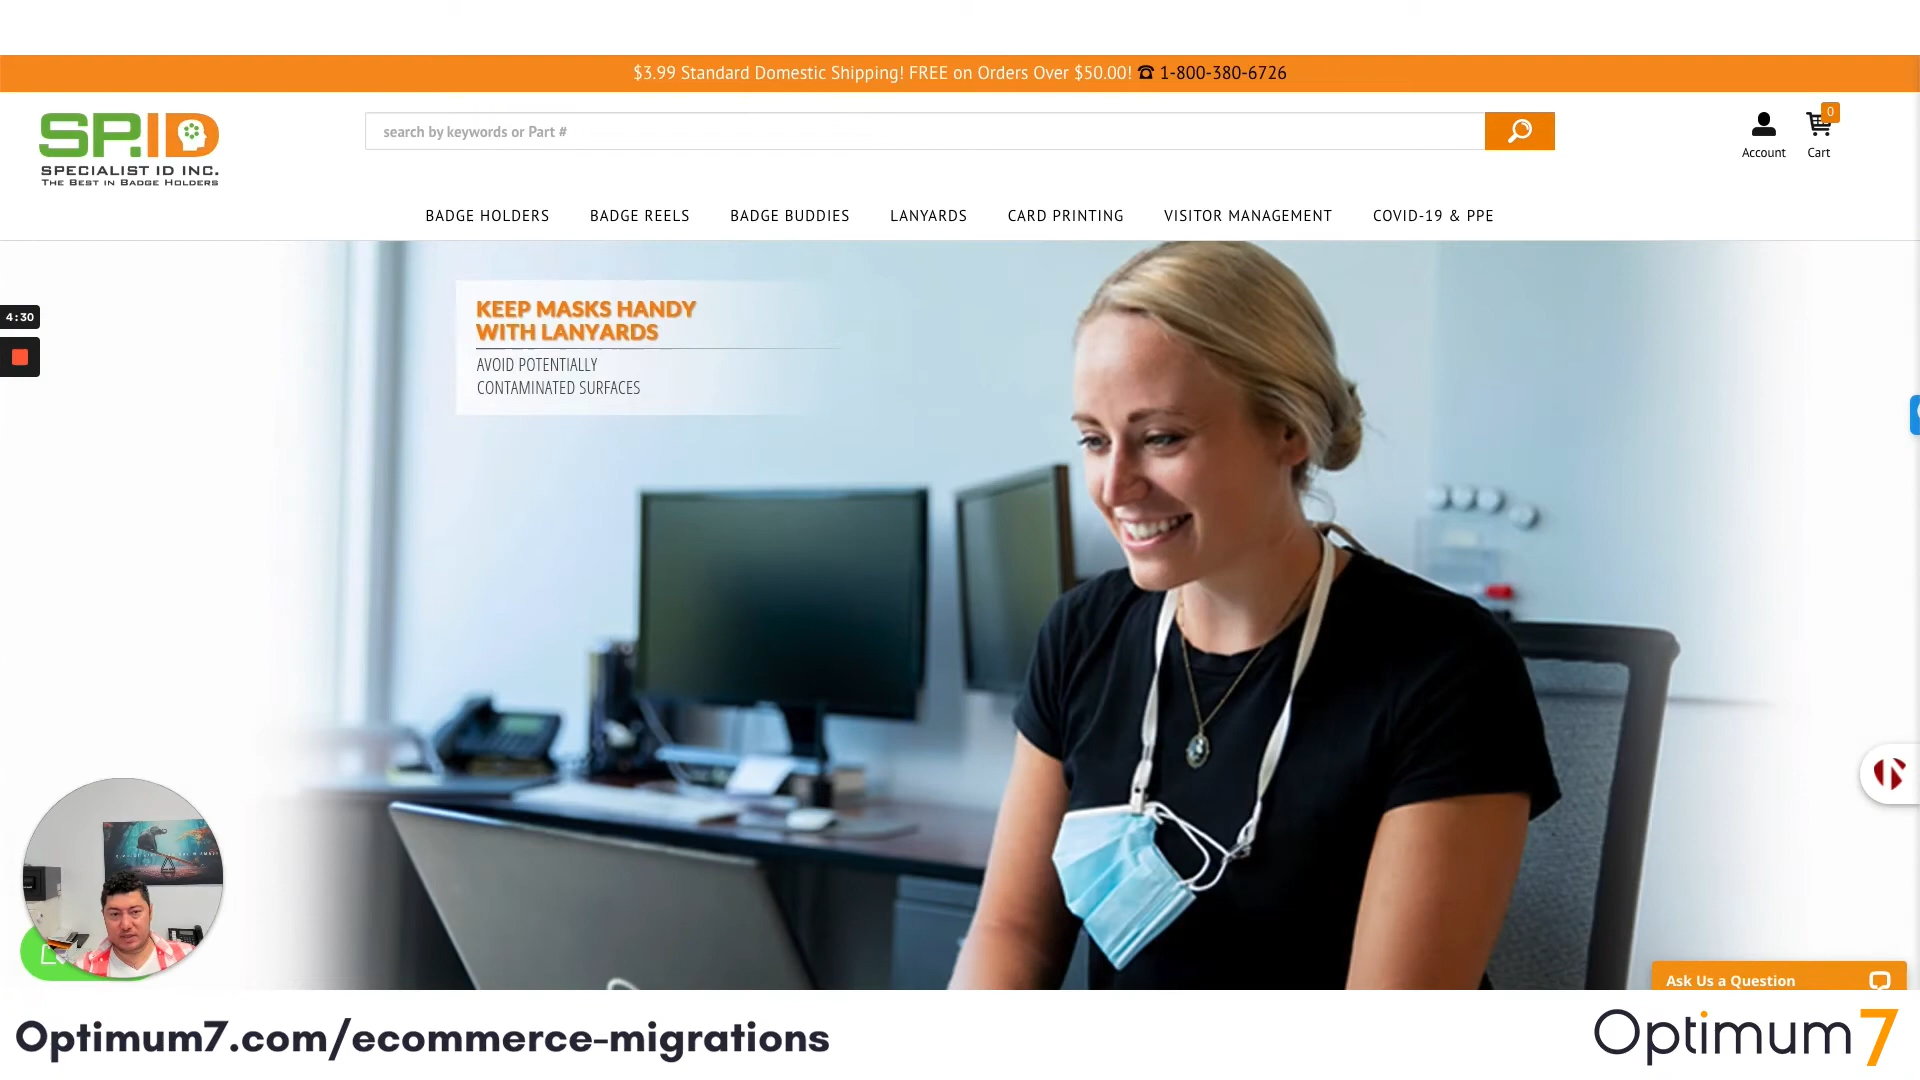 $3.99 Standard Domestic Shipping! FREE on Orders Over $50.00! ☎ 1-800-380-6726
SP.ID
SPECIALIST ID INC.
THE BEST IN BADGE HOLDERS
search by keywords or Part #
0
Account
Cart
BADGE HOLDERS
BADGE REELS
BADGE BUDDIES
LANYARDS
CARD PRINTING
VISITOR MANAGEMENT
COVID-19 & PPE
KEEP MASKS HANDY
WITH LANYARDS
AVOID POTENTIALLY
CONTAMINATED SURFACES
4:30
Ask Us a Question
Optimum7.com/ecommerce-migrations
Optimum7